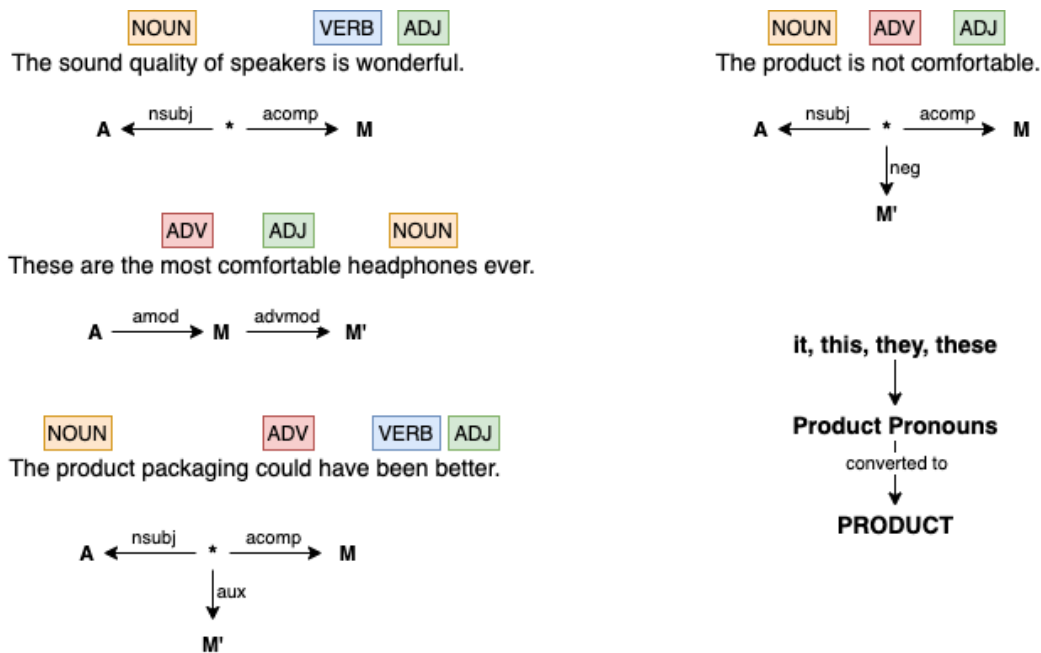 NOUN VERB ADJ
The sound quality of speakers is wonderful.
nsubj acomp
A * M
ADV ADJ NOUN
These are the most comfortable headphones ever.
amod advmod
A M M'
NOUN ADV VERB ADJ
The product packaging could have been better.
nsubj acomp
A * M
aux
M'
NOUN ADV ADJ
The product is not comfortable.
nsubj acomp
A * M
neg
M'
it, this, they, these
Product Pronouns
converted to
PRODUCT